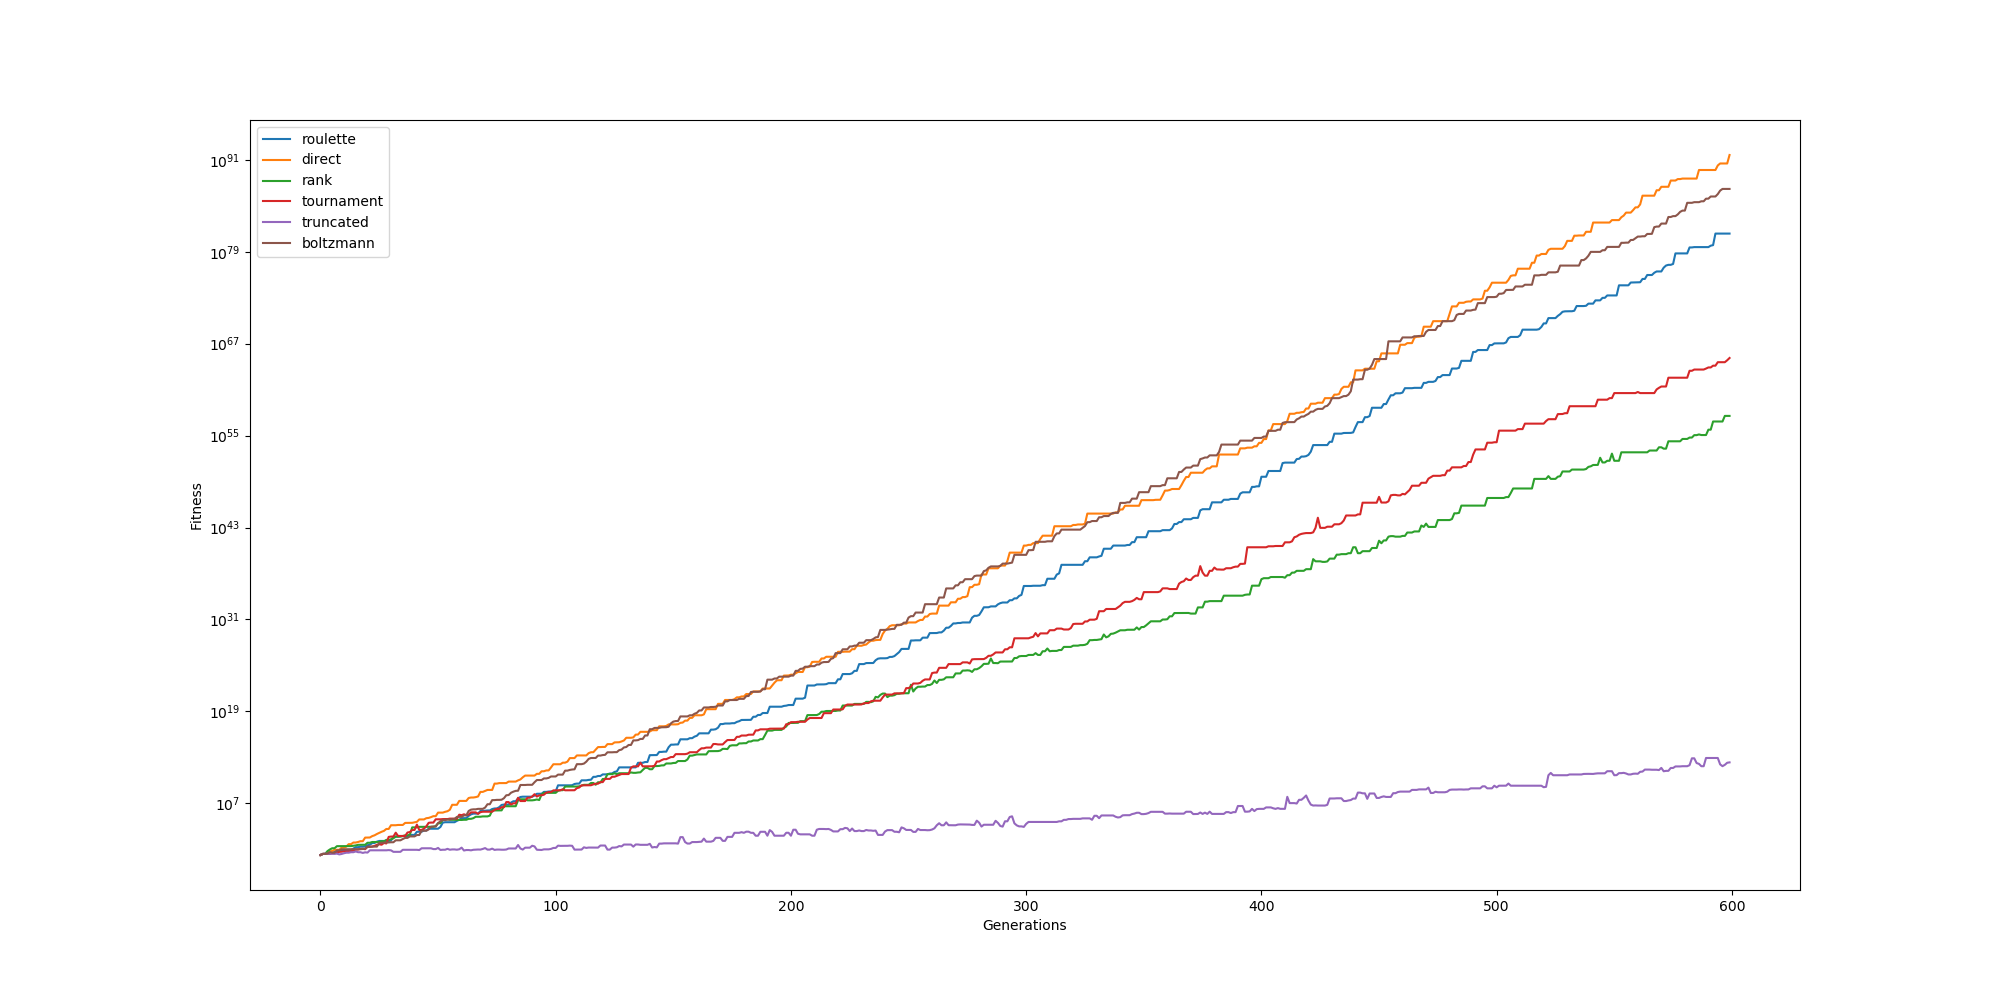 roulette
direct
rank
tournament
truncated
boltzmann
10^91
10^79
10^67
10^55
10^43
10^31
10^19
10^7
Fitness
0 100 200 300 400 500 600
Generations